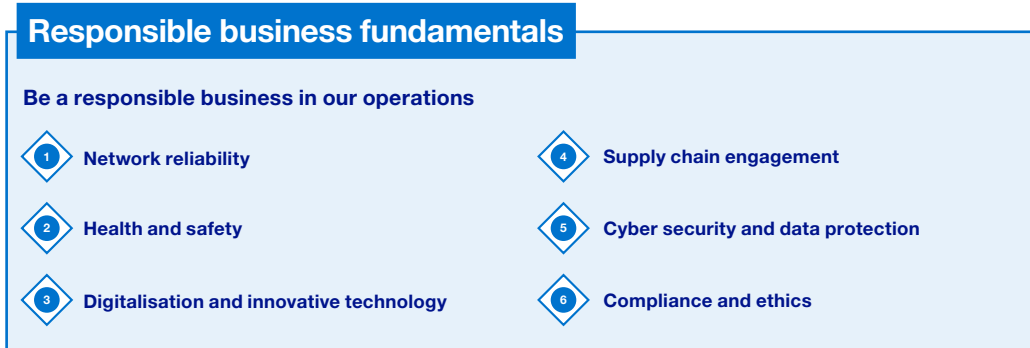 Responsible business fundamentals
Be a responsible business in our operations
1 Network reliability
2 Health and safety
3 Digitalisation and innovative technology
4 Supply chain engagement
5 Cyber security and data protection
6 Compliance and ethics